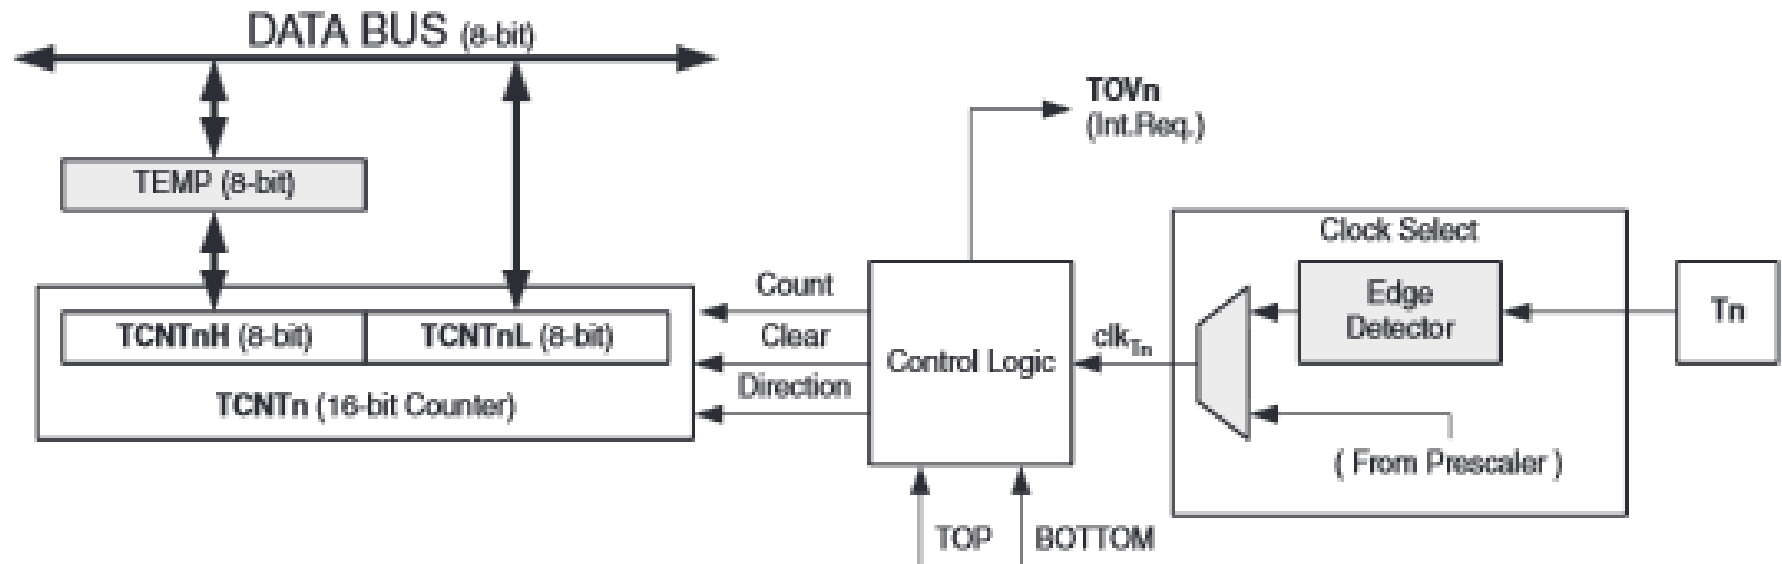 DATA BUS (8-bit)
TOVn
(Int.Req.)
TEMP (8-bit)
Clock Select
Count
Edge
Detector
Tn
TCNTnH (8-bit)
TCNTnL (8-bit)
Clear
Control Logic
clkTn
Direction
TCNTn (16-bit Counter)
( From Prescaler )
TOP
BOTTOM